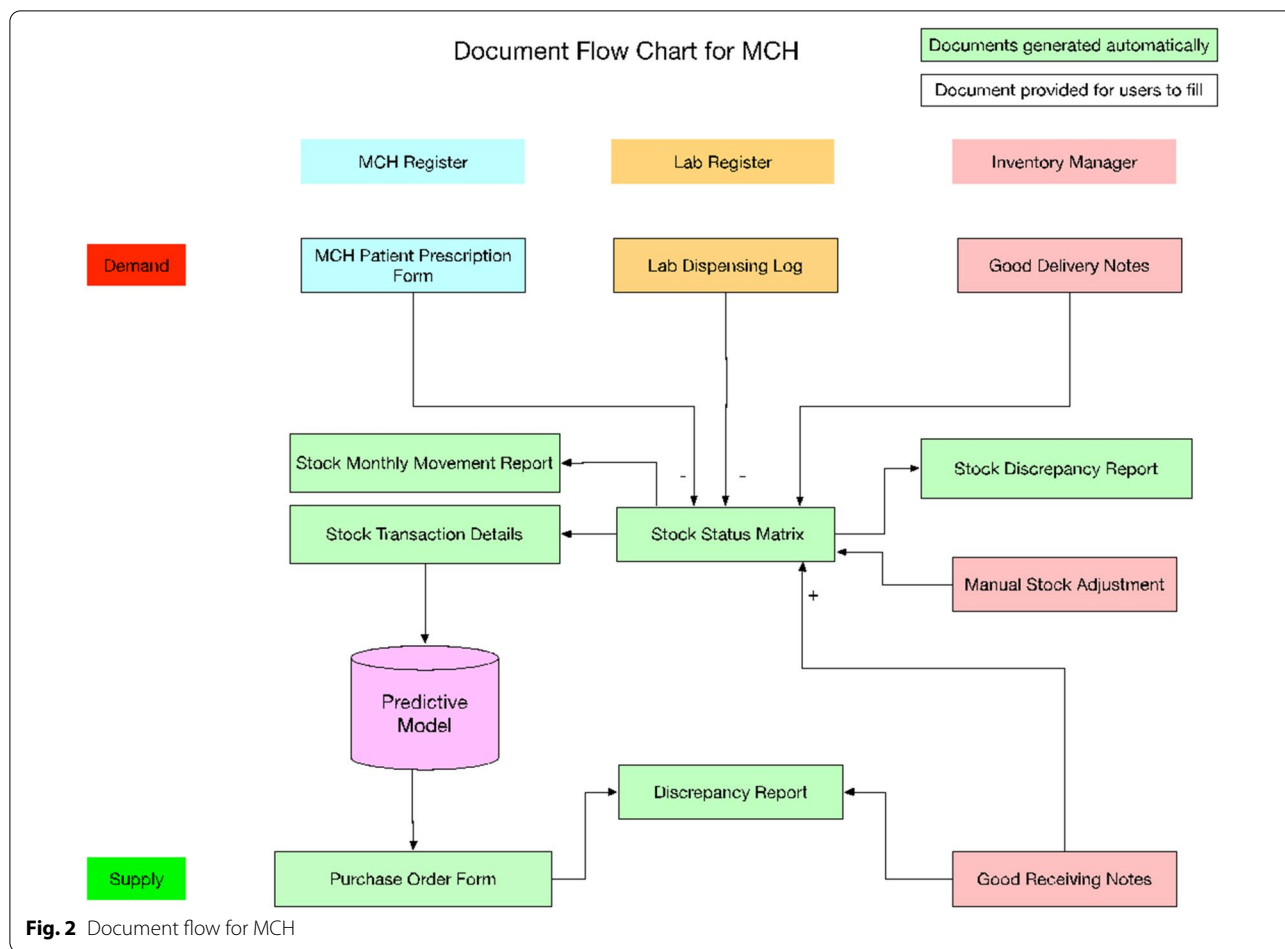 Document Flow Chart for MCH
Documents generated automatically
Document provided for users to fill
MCH Register
Lab Register
Inventory Manager
Demand
MCH Patient Prescription
Form
Lab Dispensing Log
Good Delivery Notes
Stock Monthly Movement Report
-
-
Stock Discrepancy Report
Stock Transaction Details
Stock Status Matrix
Manual Stock Adjustment
+
Predictive
Model
Discrepancy Report
Supply
Purchase Order Form
Good Receiving Notes
Fig. 2 Document flow for MCH